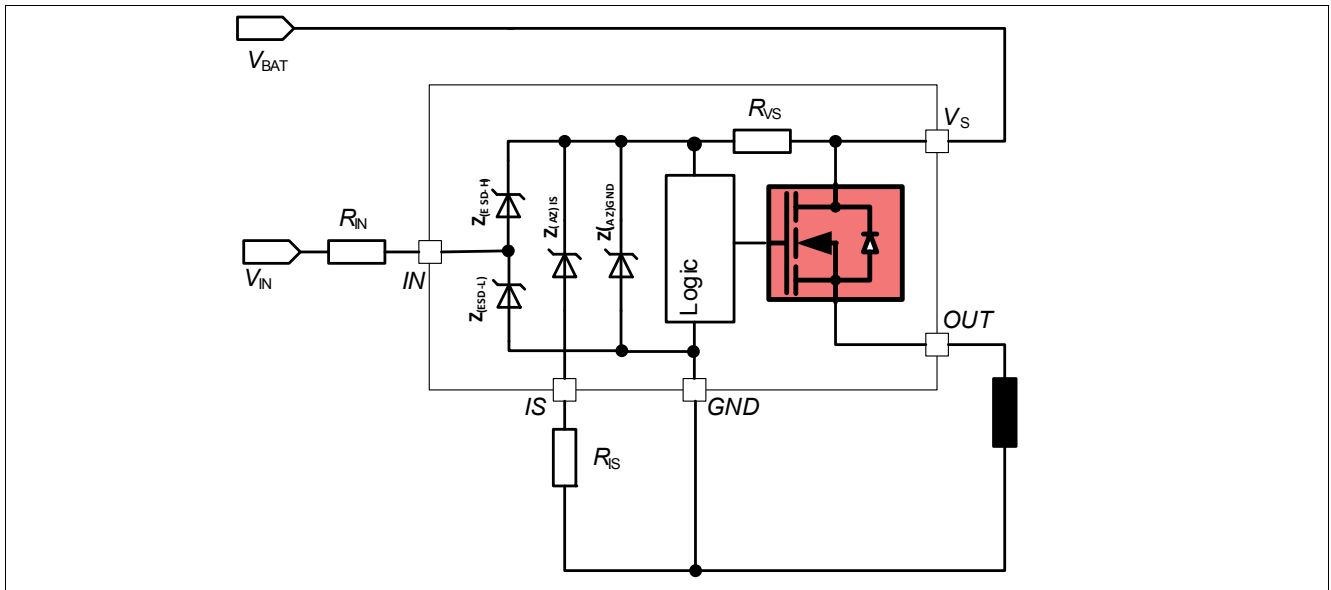 VBAT
RVS
VS
Z(ESD-H)
Z(AZ)IS
Z(AZ)GND
RIN
VIN
IN
Z(ESD-L)
Logic
OUT
IS
GND
RIS